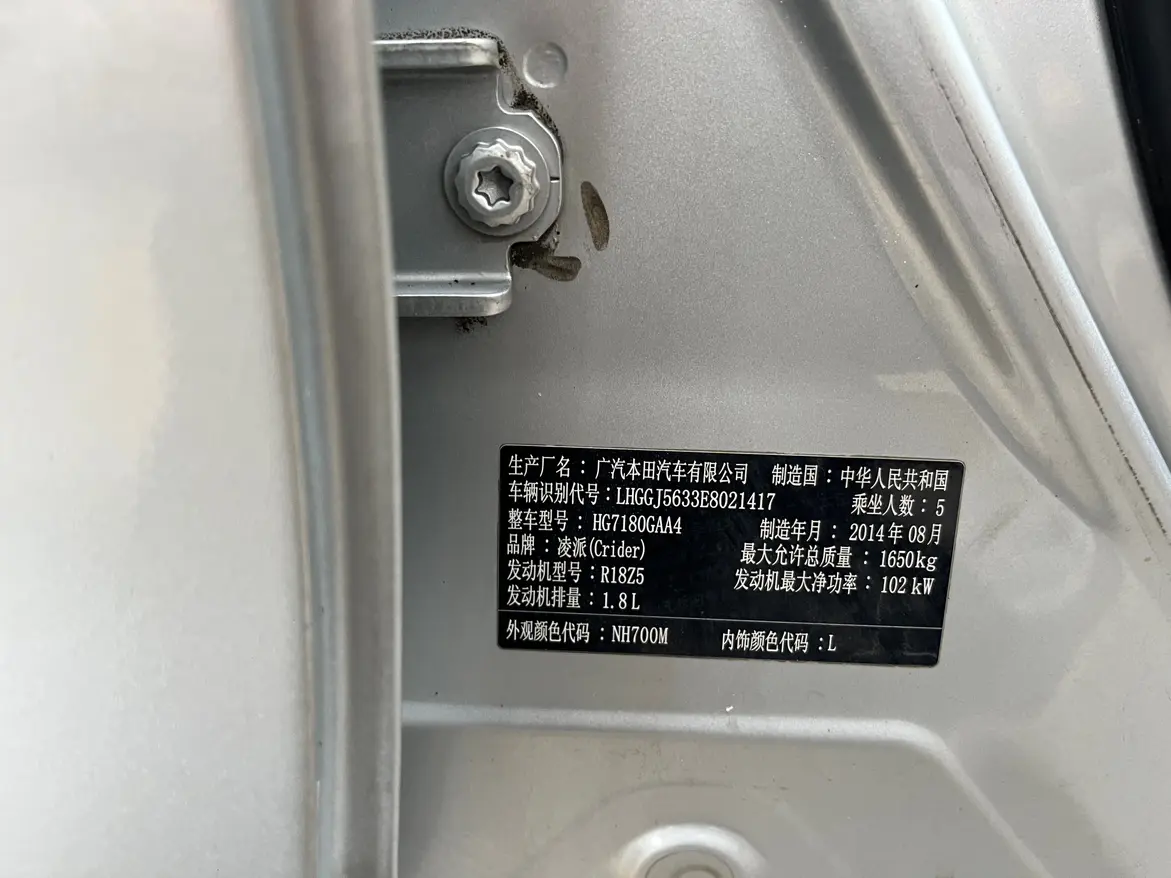 生产厂名：广汽本田汽车有限公司 制造国：中华人民共和国
车辆识别代号：LHGGJ5633E8021417 乘坐人数：5
整车型号：HG7180GAA4 制造年月：2014年08月
品牌：凌派(Crider) 最大允许总质量：1650kg
发动机型号：R18Z5 发动机最大净功率：102kW
发动机排量：1.8L
外观颜色代码：NH700M 内饰颜色代码：L